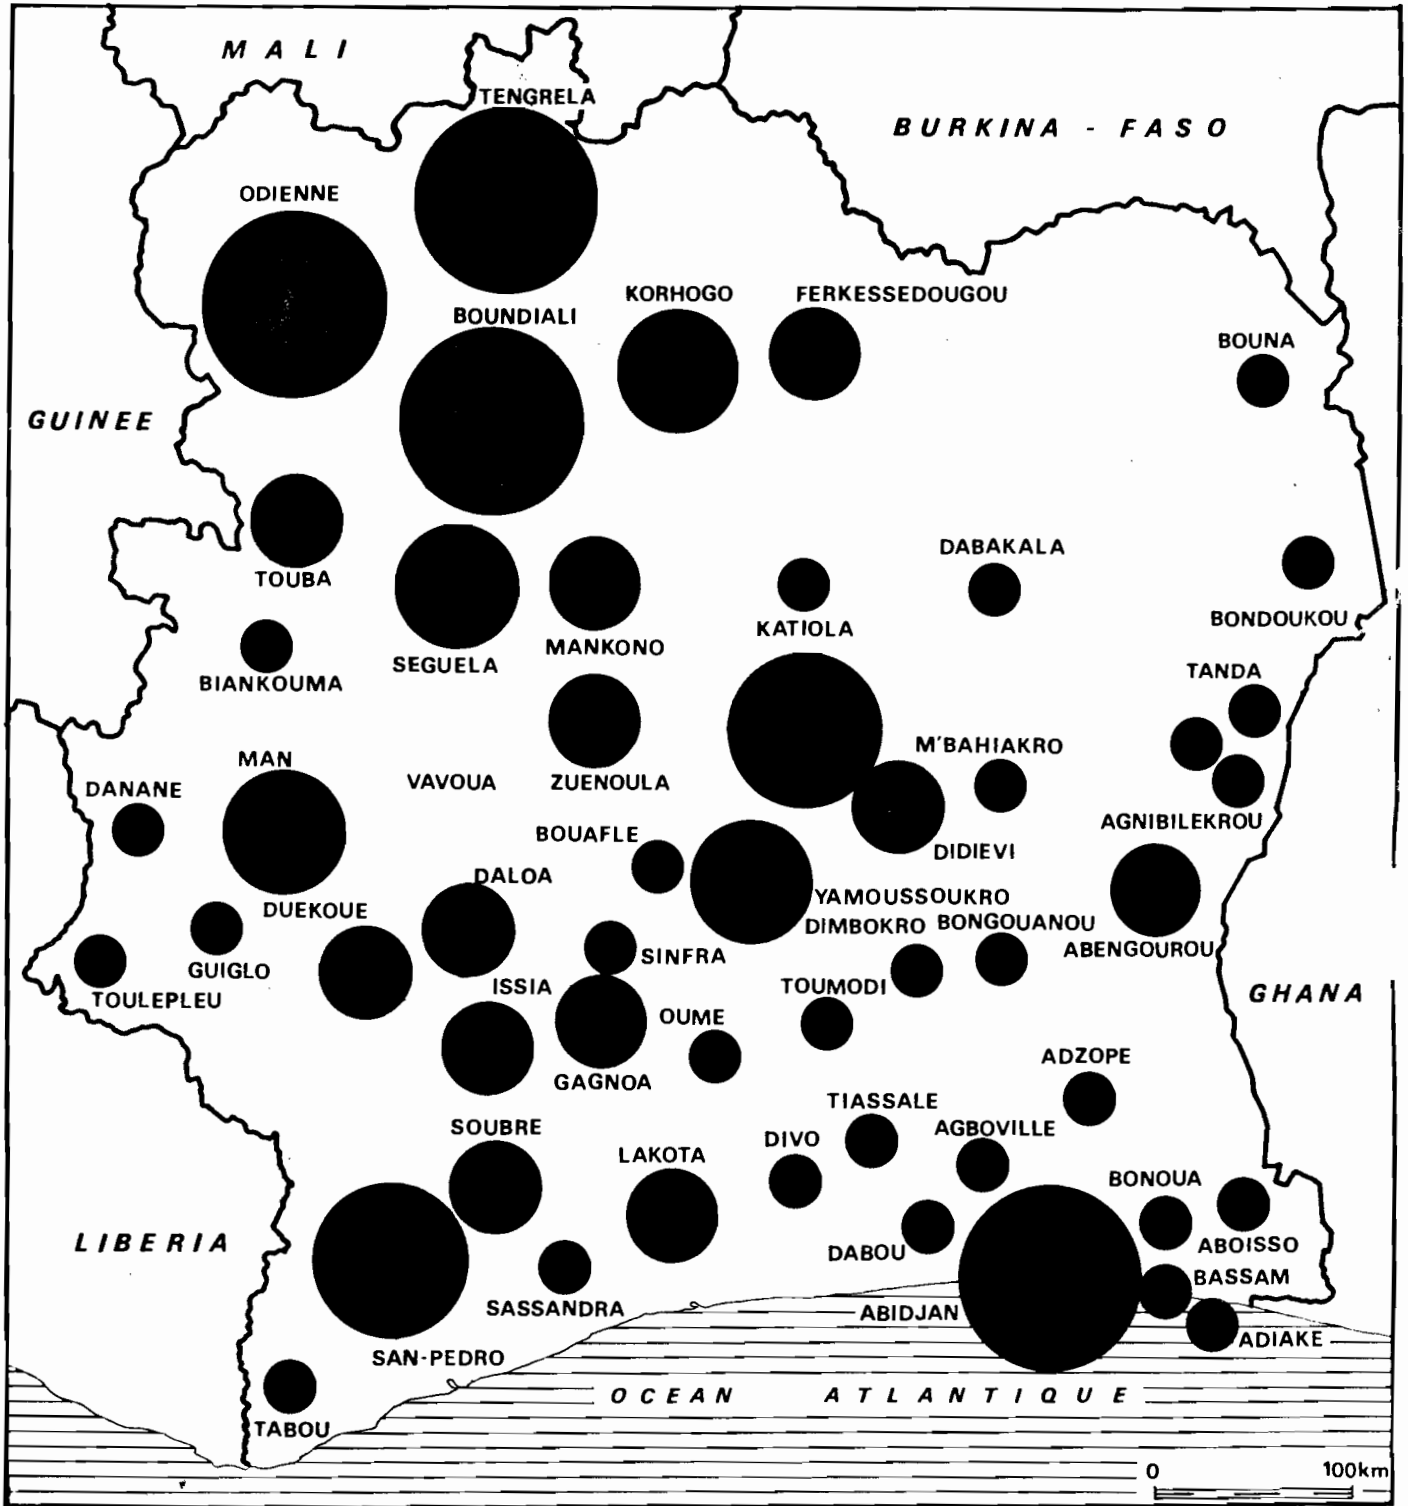 MALI
TENGRELA
BURKINA - FASO
ODIENNE
KORHOGO
FERKESSEDOUGOU
BOUNDIALI
BOUNA
GUINEE
DABAKALA
TOUBA
BONDOUKOU
KATIOLA
MANKONO
SEGUELA
TANDA
BIANKOUMA
M'BAHIAKRO
MAN
VAVOUA
ZUENOULA
DANANE
AGNIBILEKROU
BOUAFLE
DIDIEVI
DALOA
YAMOUSSOUKRO
DUEKOUE
DIMBOKRO
BONGOUANOU
ABENGOUROU
SINFRA
GUIGLO
ISSIA
TOUMODI
GHANA
TOULEPLEU
OUME
ADZOPE
GAGNOA
TIASSALE
SOUBRE
AGBOVILLE
DIVO
LAKOTA
BONOUA
LIBERIA
DABOU
ABOISSO
BASSAM
SASSANDRA
ABIDJAN
ADIAKE
SAN-PEDRO
OCEAN ATLANTIQUE
TABOU
0 100km